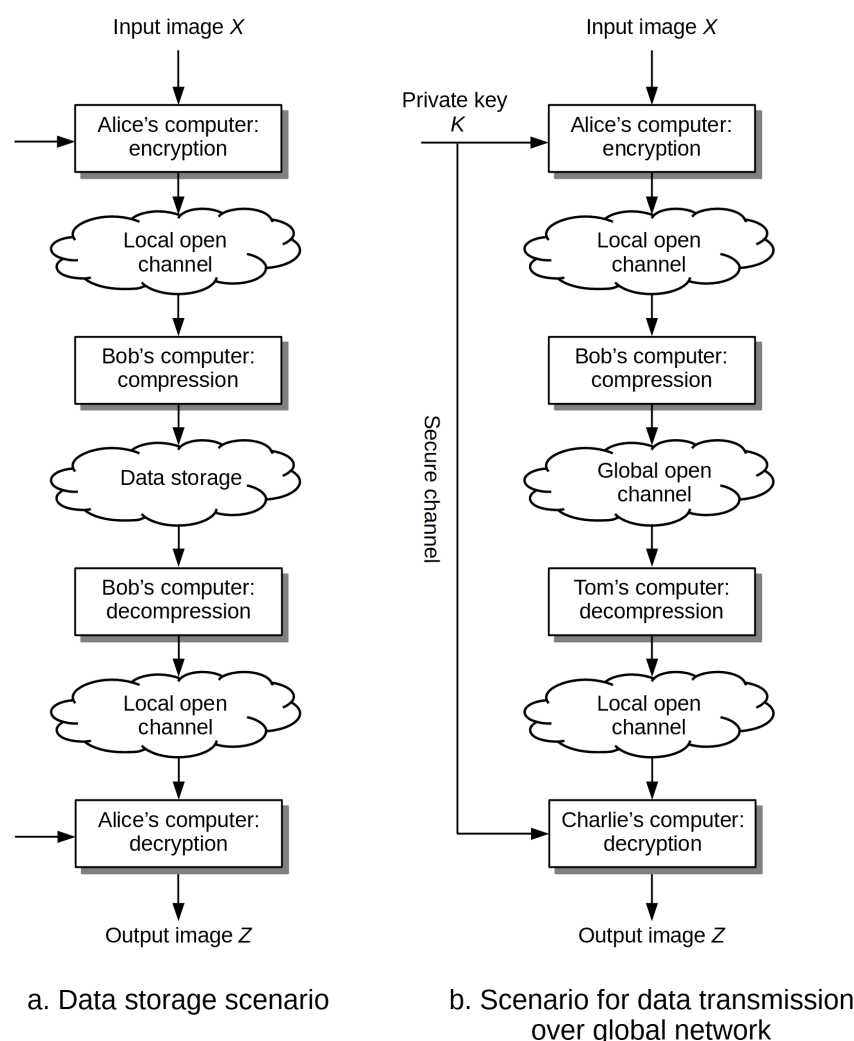 Input image X
Alice’s computer:
encryption
Local open
channel
Bob’s computer:
compression
Data storage
Bob’s computer:
decompression
Local open
channel
Alice’s computer:
decryption
Output image Z
a. Data storage scenario
Input image X
Private key
K
Alice’s computer:
encryption
Local open
channel
Bob’s computer:
compression
Secure channel
Global open
channel
Tom’s computer:
decompression
Local open
channel
Charlie’s computer:
decryption
Output image Z
b. Scenario for data transmission
over global network